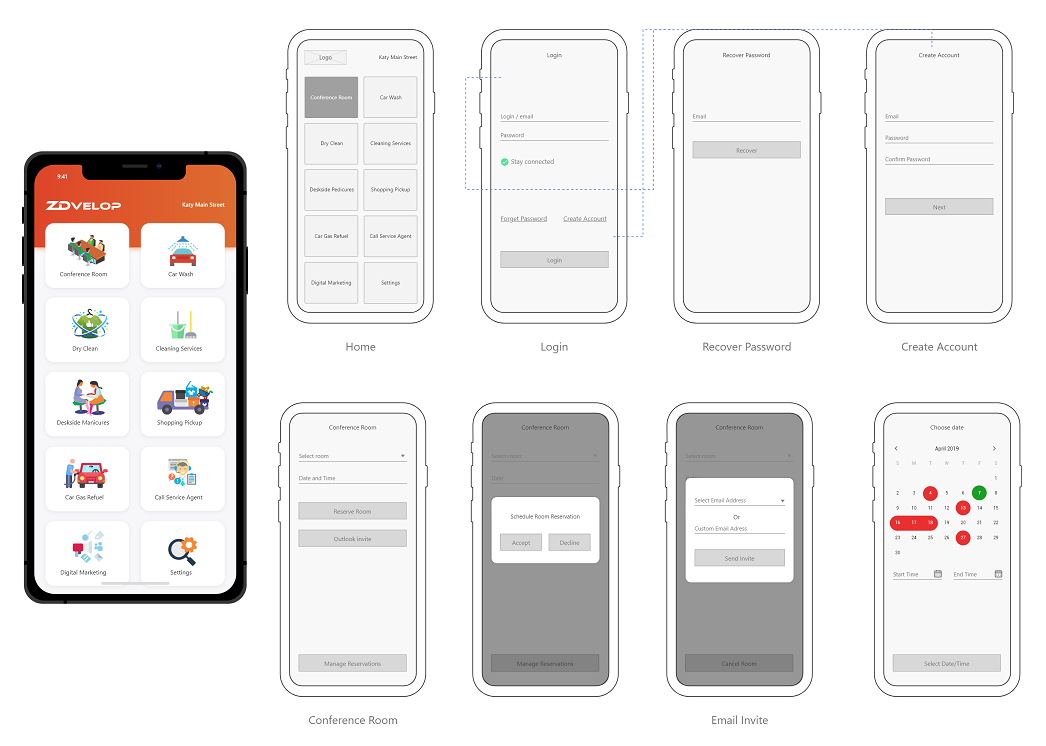 9:41
ZDVELOP
Katy Main Street
Conference Room
Car Wash
Dry Clean
Cleaning Services
Deskside Manicures
Shopping Pickup
Car Gas Refuel
Call Service Agent
Digital Marketing
Settings
Logo
Katy Main Street
Conference Room
Car Wash
Dry Clean
Cleaning Services
Deskside Pedicures
Shopping Pickup
Car Gas Refuel
Call Service Agent
Digital Marketing
Settings
Home
Login
Login / email
Password
Stay connected
Forget Password
Create Account
Login
Login
Recover Password
Email
Recover
Recover Password
Create Account
Email
Password
Confirm Password
Next
Create Account
Conference Room
Select room
Date and Time
Reserve Room
Outlook invite
Manage Reservations
Conference Room
Conference Room
Select room
Date
Schedule Room Reservation
Accept
Decline
Manage Reservations
Conference Room
Select room
Select Email Address
Or
Custom Email Adress
Send Invite
Cancel Room
Email Invite
Choose date
April 2019
S M T W T F S
1
2 3 4 5 6 7 8
9 10 11 12 13 14 15
16 17 18 19 20 21 22
23 24 25 26 27 28 29
30
Start Time
End Time
Select Date/Time